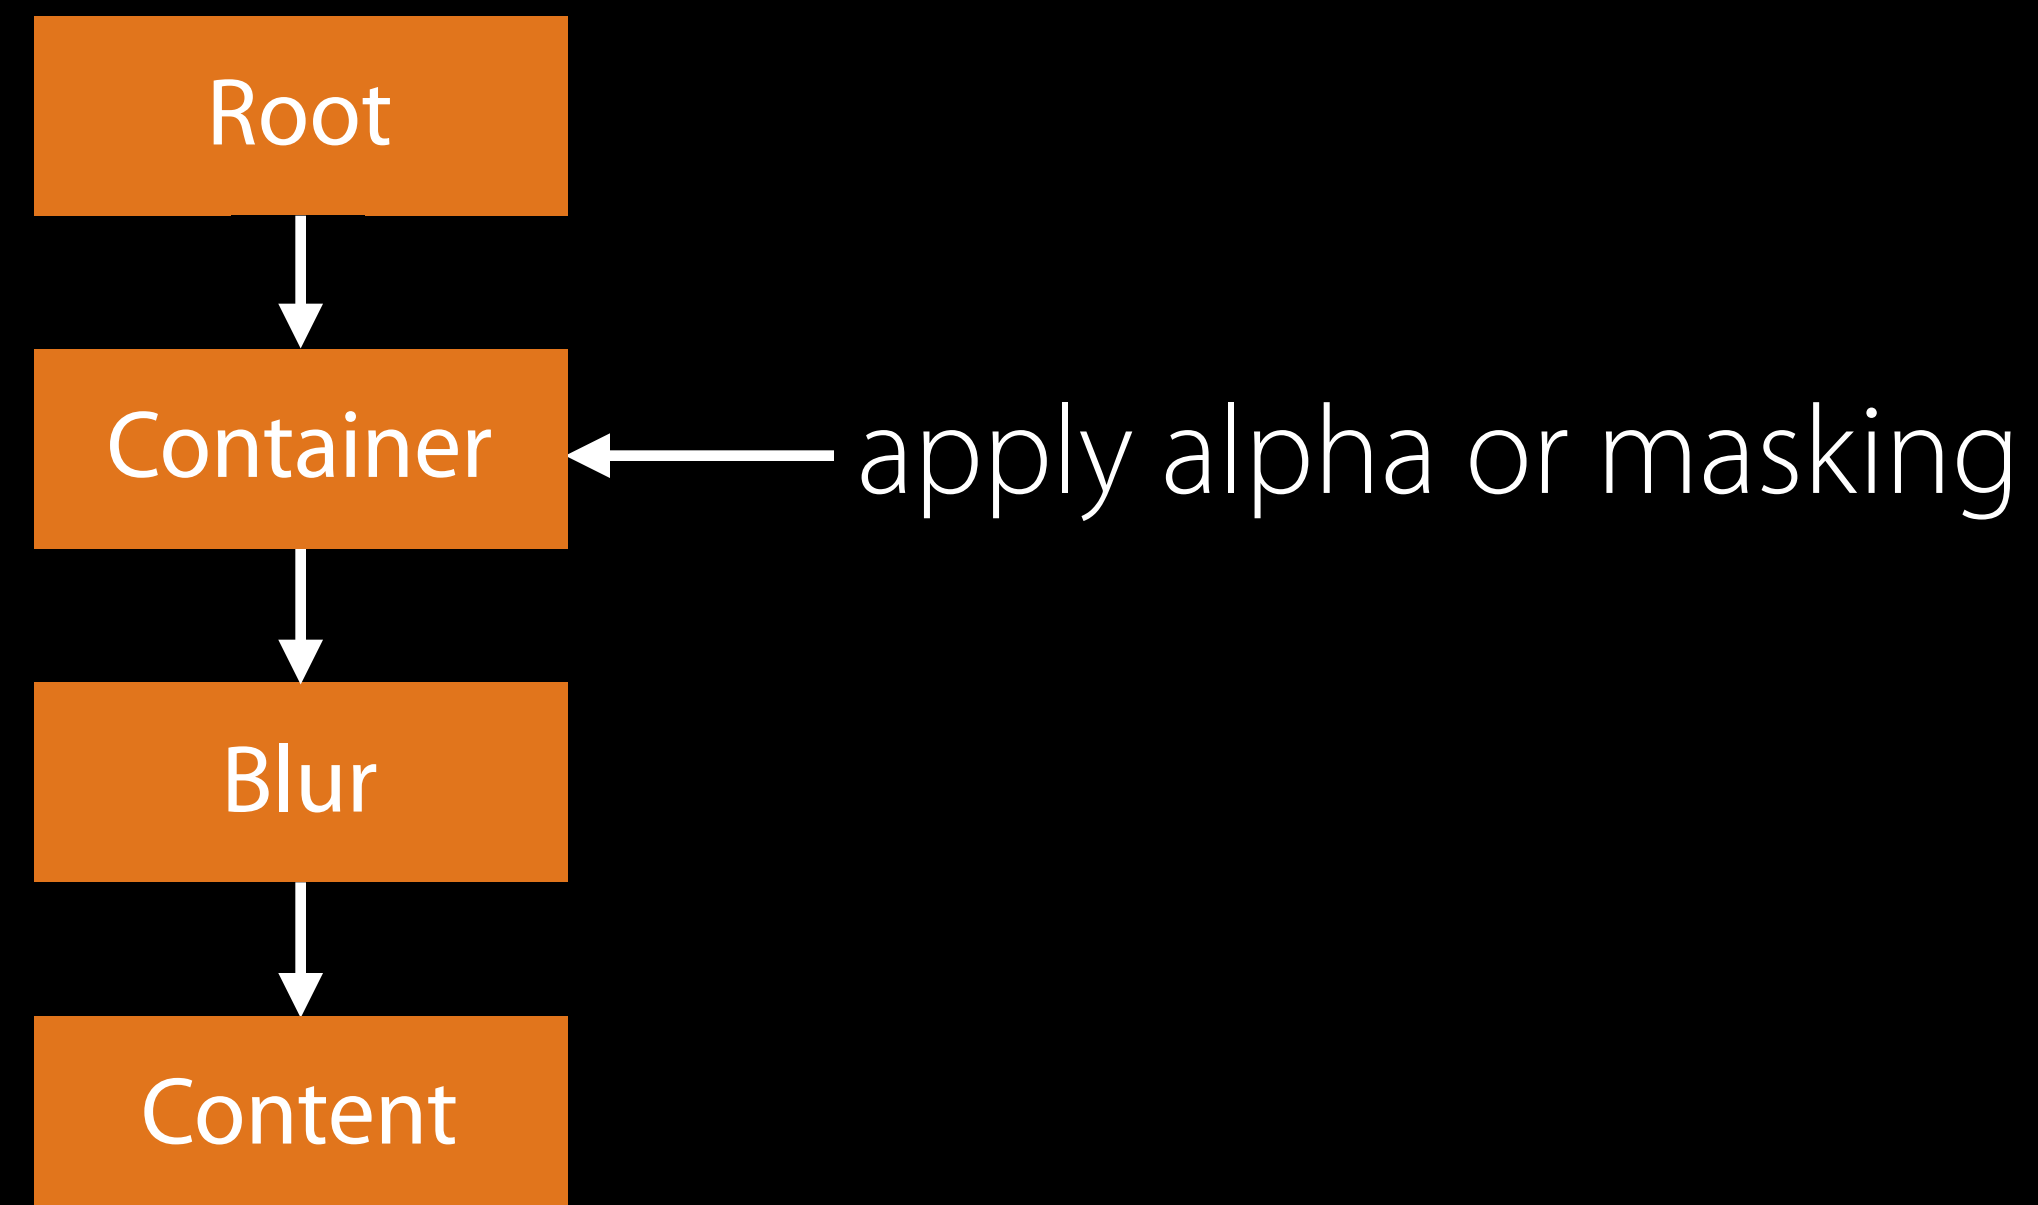 Root
Container
apply alpha or masking
Blur
Content